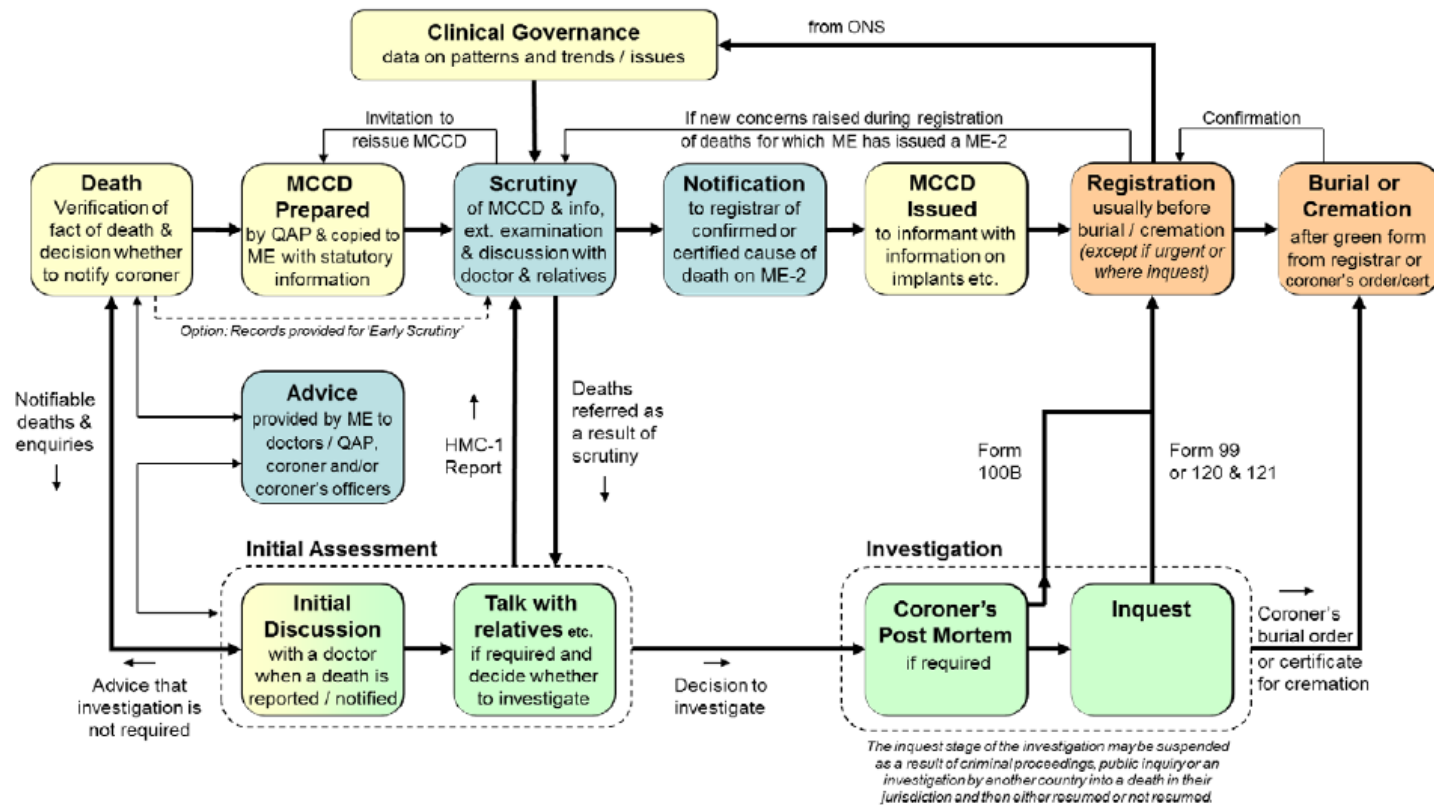 Clinical Governance
data on patterns and trends / issues
from ONS
Invitation to
reissue MCCD
If new concerns raised during registration
of deaths for which ME has issued a ME-2
Confirmation
Death
Verification of
fact of death &
decision whether
to notify coroner
MCCD
Prepared
by QAP & copied to
ME with statutory
information
Scrutiny
of MCCD & info,
ext. examination
& discussion with
doctor & relatives
Notification
to registrar of
confirmed or
certified cause of
death on ME-2
MCCD
Issued
to informant with
information on
implants etc.
Registration
usually before
burial / cremation
(except if urgent or
where inquest)
Burial or
Cremation
after green form
from registrar or
coroner's order/cert
Option: Records provided for 'Early Scrutiny'
Notifiable
deaths &
enquiries
Advice
provided by ME to
doctors / QAP,
coroner and/or
coroner's officers
HMC-1
Report
Deaths
referred as
a result of
scrutiny
Form
100B
Form 99
or 120 & 121
Initial Assessment
Initial
Discussion
with a doctor
when a death is
reported / notified
Talk with
relatives etc.
if required and
decide whether
to investigate
Investigation
Coroner's
Post Mortem
if required
Inquest
Coroner's
burial order
or certificate
for cremation
Advice that
investigation is
not required
Decision to
investigate
The inquest stage of the investigation may be suspended
as a result of criminal proceedings, public inquiry or an
investigation by another country into a death in their
jurisdiction and then either resumed or not resumed.